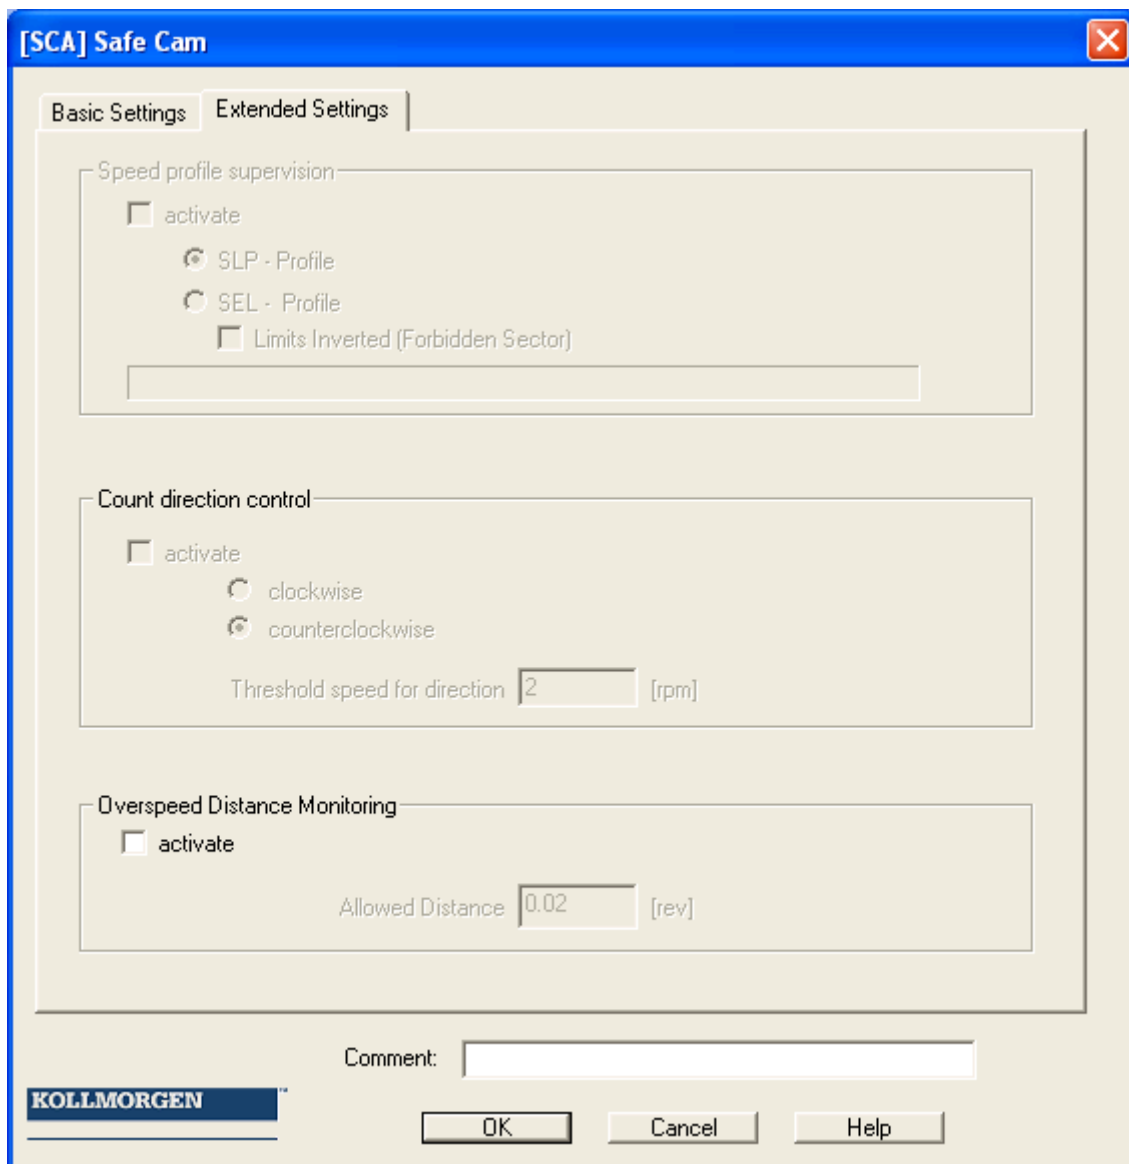 [SCA] Safe Cam
Basic Settings Extended Settings
Speed profile supervision
activate
SLP - Profile
SEL - Profile
Limits Inverted (Forbidden Sector)
Count direction control
activate
clockwise
counterclockwise
Threshold speed for direction 2 [rpm]
Overspeed Distance Monitoring
activate
Allowed Distance 0.02 [rev]
Comment:
KOLLMORGEN™
OK Cancel Help